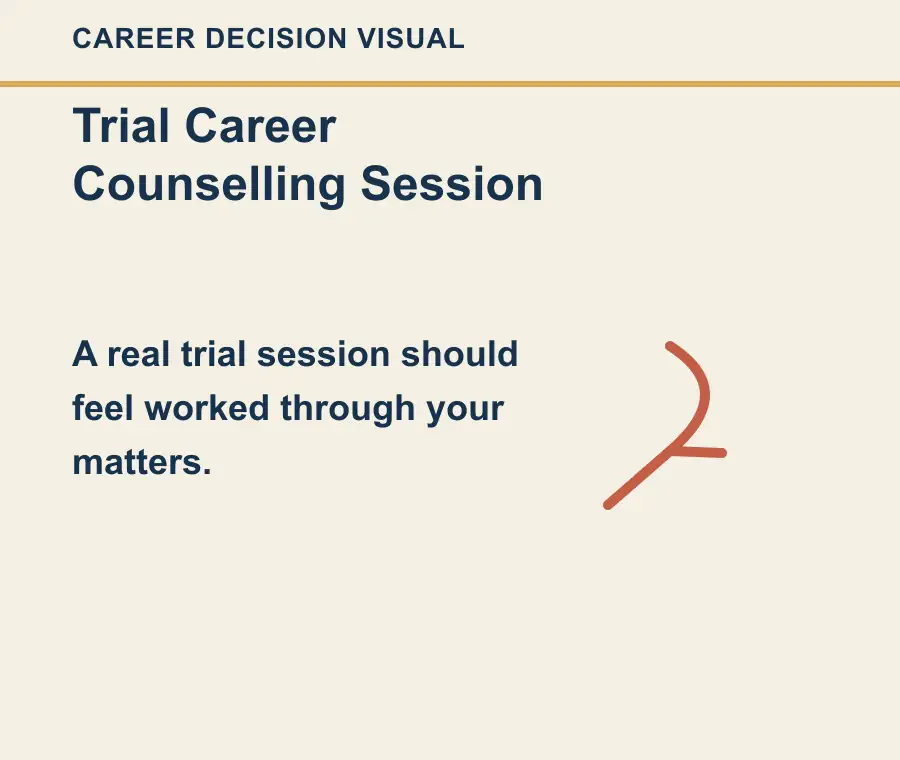 CAREER DECISION VISUAL
Trial Career
Counselling Session
A real trial session should
feel worked through your
matters.